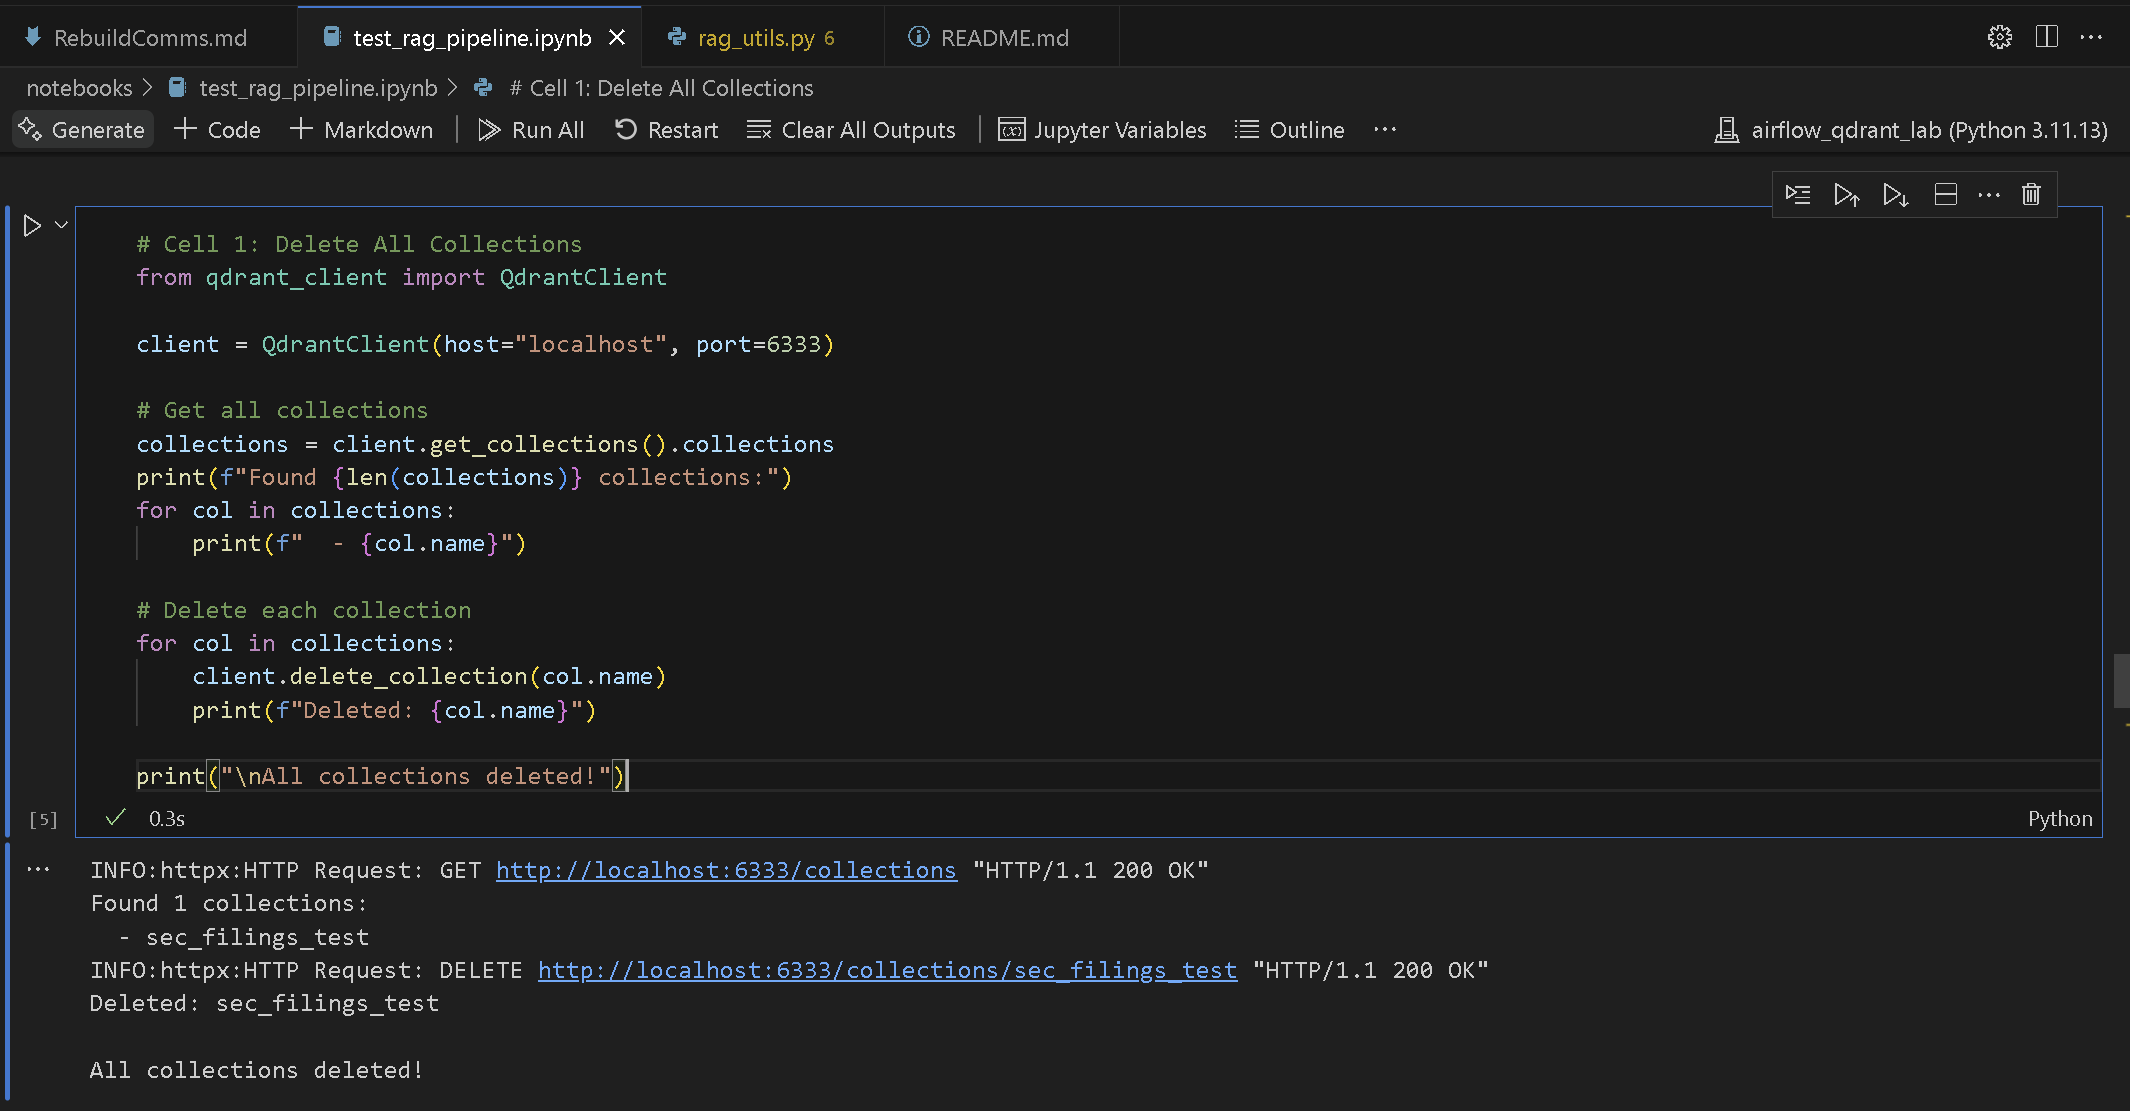 RebuildComms.md
test_rag_pipeline.ipynb
rag_utils.py 6
README.md
notebooks > test_rag_pipeline.ipynb > # Cell 1: Delete All Collections
Generate + Code + Markdown | Run All Restart Clear All Outputs | Jupyter Variables Outline ...
airflow_qdrant_lab (Python 3.11.13)
# Cell 1: Delete All Collections
from qdrant_client import QdrantClient
client = QdrantClient(host="localhost", port=6333)
# Get all collections
collections = client.get_collections().collections
print(f"Found {len(collections)} collections:")
for col in collections:
    print(f"  - {col.name}")
# Delete each collection
for col in collections:
    client.delete_collection(col.name)
    print(f"Deleted: {col.name}")
print("\nAll collections deleted!")
[5] 0.3s
Python
INFO:httpx:HTTP Request: GET http://localhost:6333/collections "HTTP/1.1 200 OK"
Found 1 collections:
  - sec_filings_test
INFO:httpx:HTTP Request: DELETE http://localhost:6333/collections/sec_filings_test "HTTP/1.1 200 OK"
Deleted: sec_filings_test
All collections deleted!